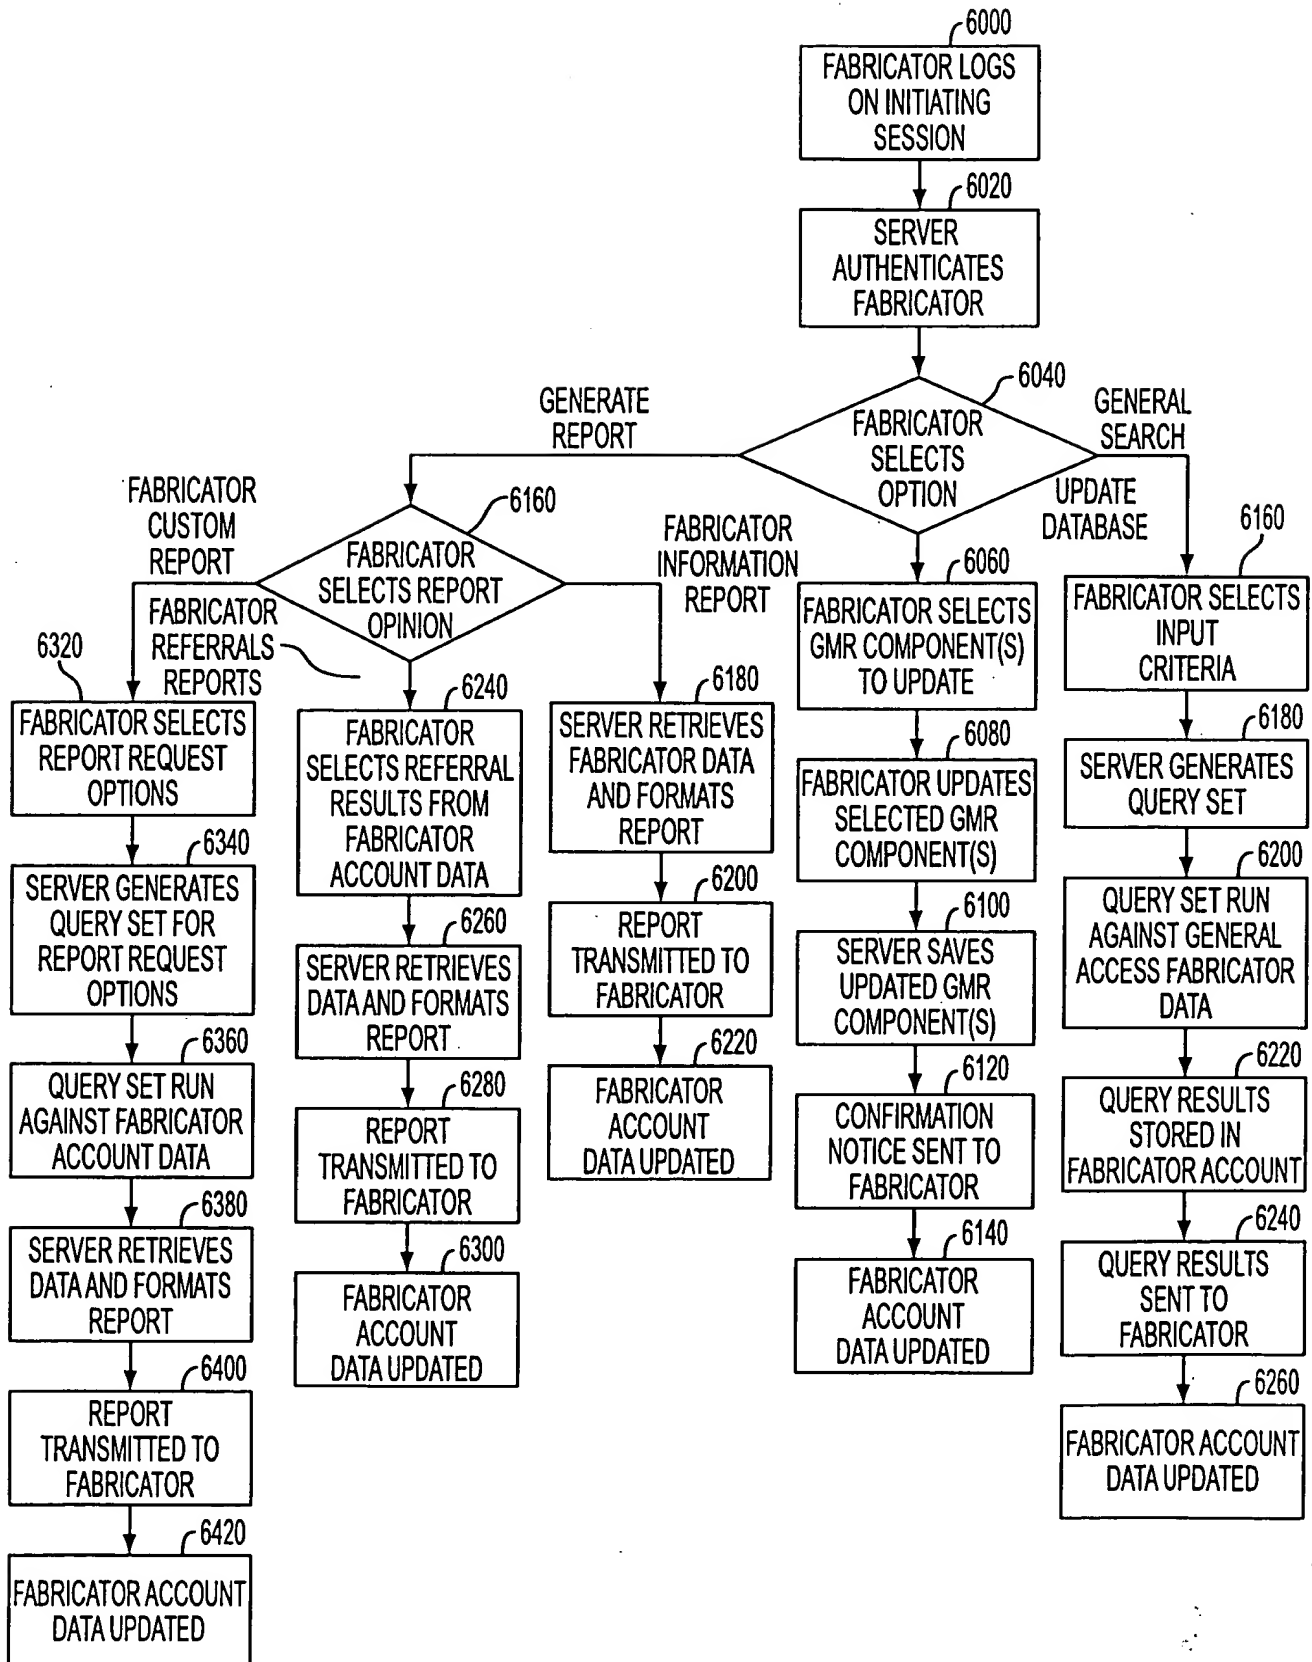 6000
FABRICATOR LOGS
ON INITIATING
SESSION
6020
SERVER
AUTHENTICATES
FABRICATOR
6040
FABRICATOR
SELECTS
OPTION
GENERATE
REPORT
GENERAL
SEARCH
UPDATE
DATABASE
6160
FABRICATOR
SELECTS REPORT
OPINION
FABRICATOR
CUSTOM
REPORT
FABRICATOR
REFERRALS
REPORTS
FABRICATOR
INFORMATION
REPORT
6320
FABRICATOR SELECTS
REPORT REQUEST
OPTIONS
6340
SERVER GENERATES
QUERY SET FOR
REPORT REQUEST
OPTIONS
6360
QUERY SET RUN
AGAINST FABRICATOR
ACCOUNT DATA
6380
SERVER RETRIEVES
DATA AND FORMATS
REPORT
6400
REPORT
TRANSMITTED TO
FABRICATOR
6420
FABRICATOR ACCOUNT
DATA UPDATED
6240
FABRICATOR
SELECTS REFERRAL
RESULTS FROM
FABRICATOR
ACCOUNT DATA
6260
SERVER RETRIEVES
DATA AND FORMATS
REPORT
6280
REPORT
TRANSMITTED TO
FABRICATOR
6300
FABRICATOR
ACCOUNT
DATA UPDATED
6180
SERVER RETRIEVES
FABRICATOR DATA
AND FORMATS
REPORT
6200
REPORT
TRANSMITTED TO
FABRICATOR
6220
FABRICATOR
ACCOUNT
DATA UPDATED
6060
FABRICATOR SELECTS
GMR COMPONENT(S)
TO UPDATE
6080
FABRICATOR UPDATES
SELECTED GMR
COMPONENT(S)
6100
SERVER SAVES
UPDATED GMR
COMPONENT(S)
6120
CONFIRMATION
NOTICE SENT TO
FABRICATOR
6140
FABRICATOR
ACCOUNT
DATA UPDATED
6160
FABRICATOR SELECTS
INPUT
CRITERIA
6180
SERVER GENERATES
QUERY SET
6200
QUERY SET RUN
AGAINST GENERAL
ACCESS FABRICATOR
DATA
6220
QUERY RESULTS
STORED IN
FABRICATOR ACCOUNT
6240
QUERY RESULTS
SENT TO
FABRICATOR
6260
FABRICATOR ACCOUNT
DATA UPDATED